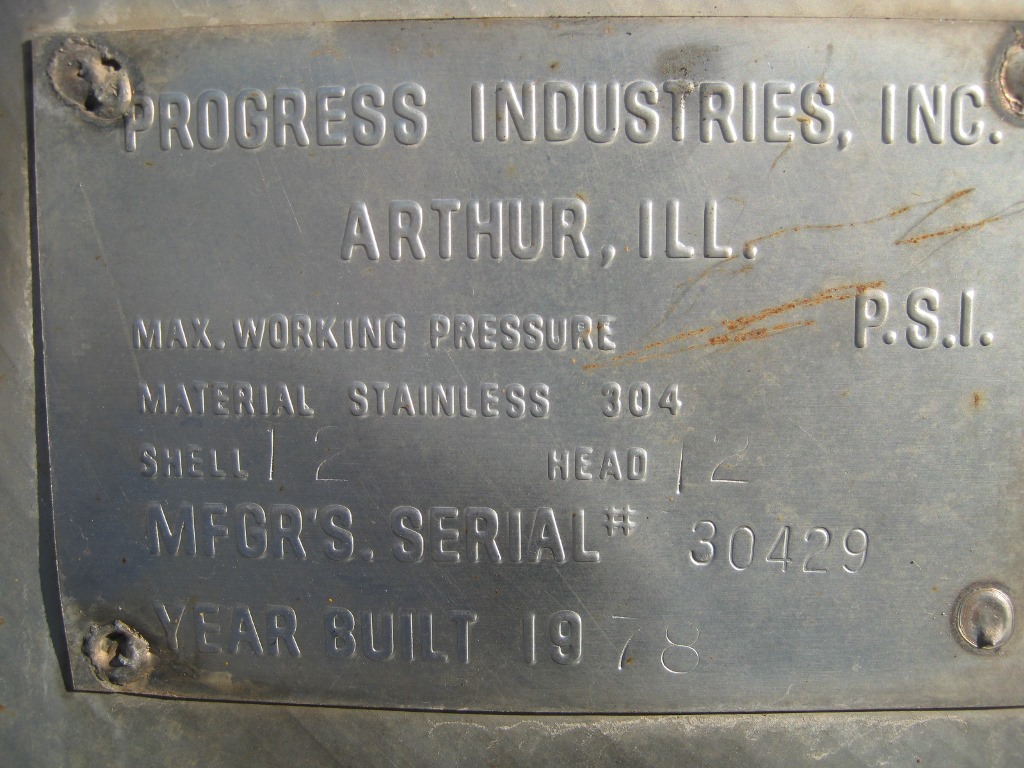 PROGRESS INDUSTRIES, INC.
ARTHUR, ILL.
MAX. WORKING PRESSURE P.S.I.
MATERIAL STAINLESS 304
SHELL 12 HEAD 12
MFGR'S. SERIAL# 30429
YEAR BUILT 1978